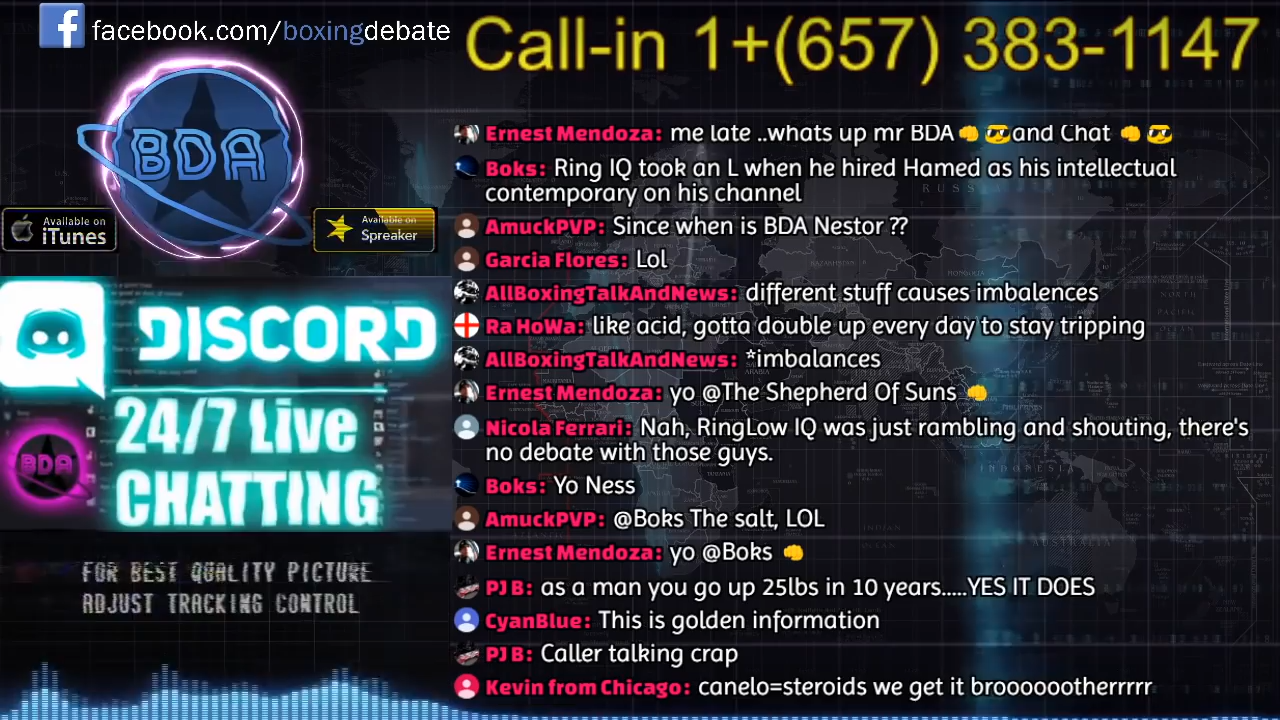 facebook.com/boxingdebate
Call-in 1+(657) 383-1147
BDA
Available on
iTunes
Available on
Spreaker
DISCORD
24/7 Live
CHATTING
BDA
FOR BEST QUALITY PICTURE
ADJUST TRACKING CONTROL
Ernest Mendoza: me late ..whats up mr BDA👊😎and Chat 👊😎
Boks: Ring IQ took an L when he hired Hamed as his intellectual
contemporary on his channel
AmuckPVP: Since when is BDA Nestor ??
Garcia Flores: Lol
AllBoxingTalkAndNews: different stuff causes imbalences
Ra HoWa: like acid, gotta double up every day to stay tripping
AllBoxingTalkAndNews: *imbalances
Ernest Mendoza: yo @The Shepherd Of Suns 👊
Nicola Ferrari: Nah, RingLow IQ was just rambling and shouting, there's
no debate with those guys.
Boks: Yo Ness
AmuckPVP: @Boks The salt, LOL
Ernest Mendoza: yo @Boks 👊
PJ B: as a man you go up 25lbs in 10 years.....YES IT DOES
CyanBlue: This is golden information
PJ B: Caller talking crap
Kevin from Chicago: canelo=steroids we get it broooooootherrrrr
RUSS
INDONESIA